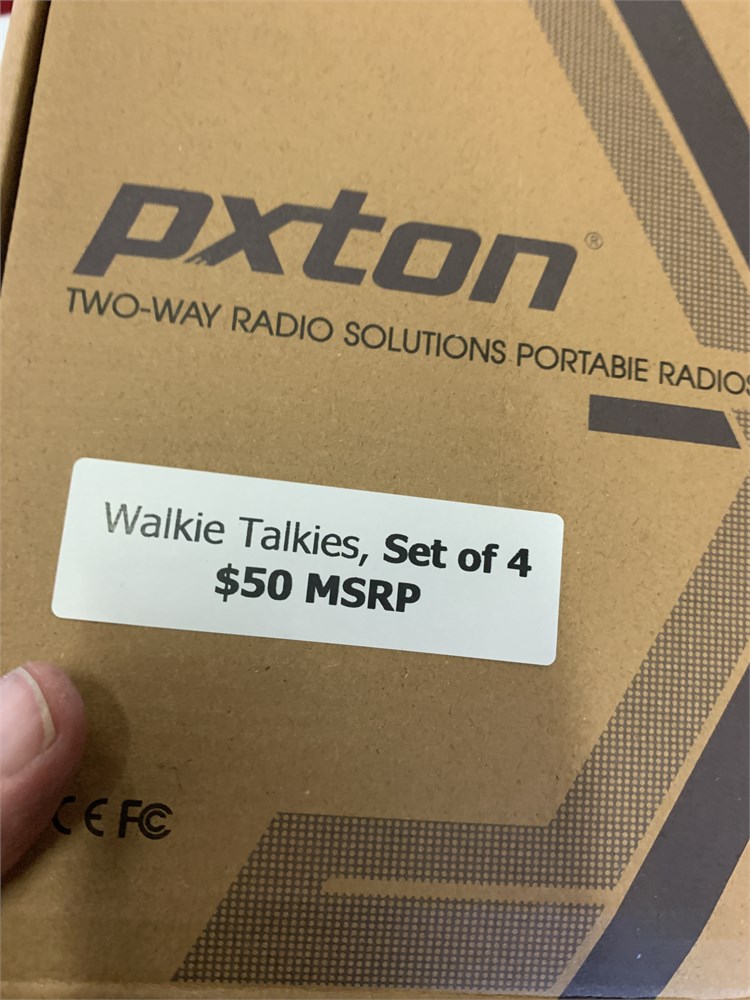 pxton®
TWO-WAY RADIO SOLUTIONS PORTABIE RADIOS
Walkie Talkies, Set of 4
$50 MSRP
CE FC